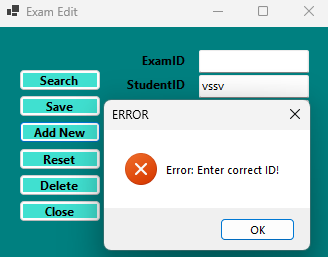 Exam Edit
ExamID
Search
StudentID vssv
Save
ERROR
Add New
Reset
Error: Enter correct ID!
Delete
Close
OK